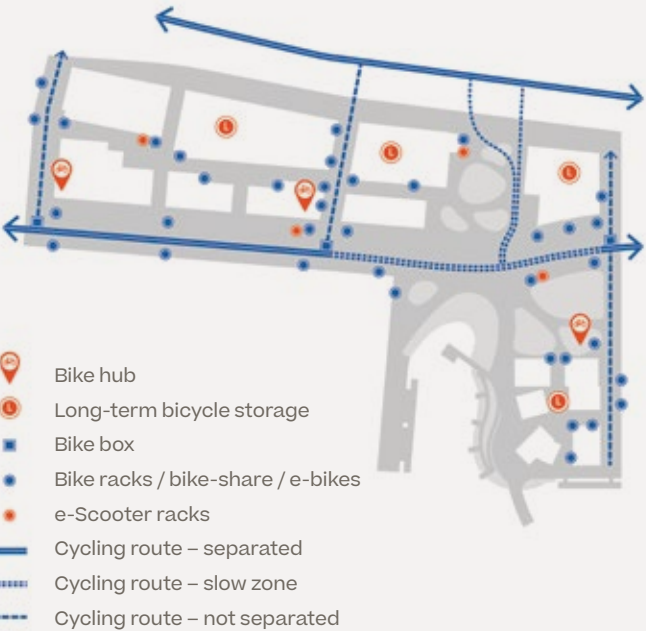 L
L
L
L
Bike hub
L Long-term bicycle storage
Bike box
Bike racks / bike-share / e-bikes
e-Scooter racks
Cycling route – separated
Cycling route – slow zone
Cycling route – not separated